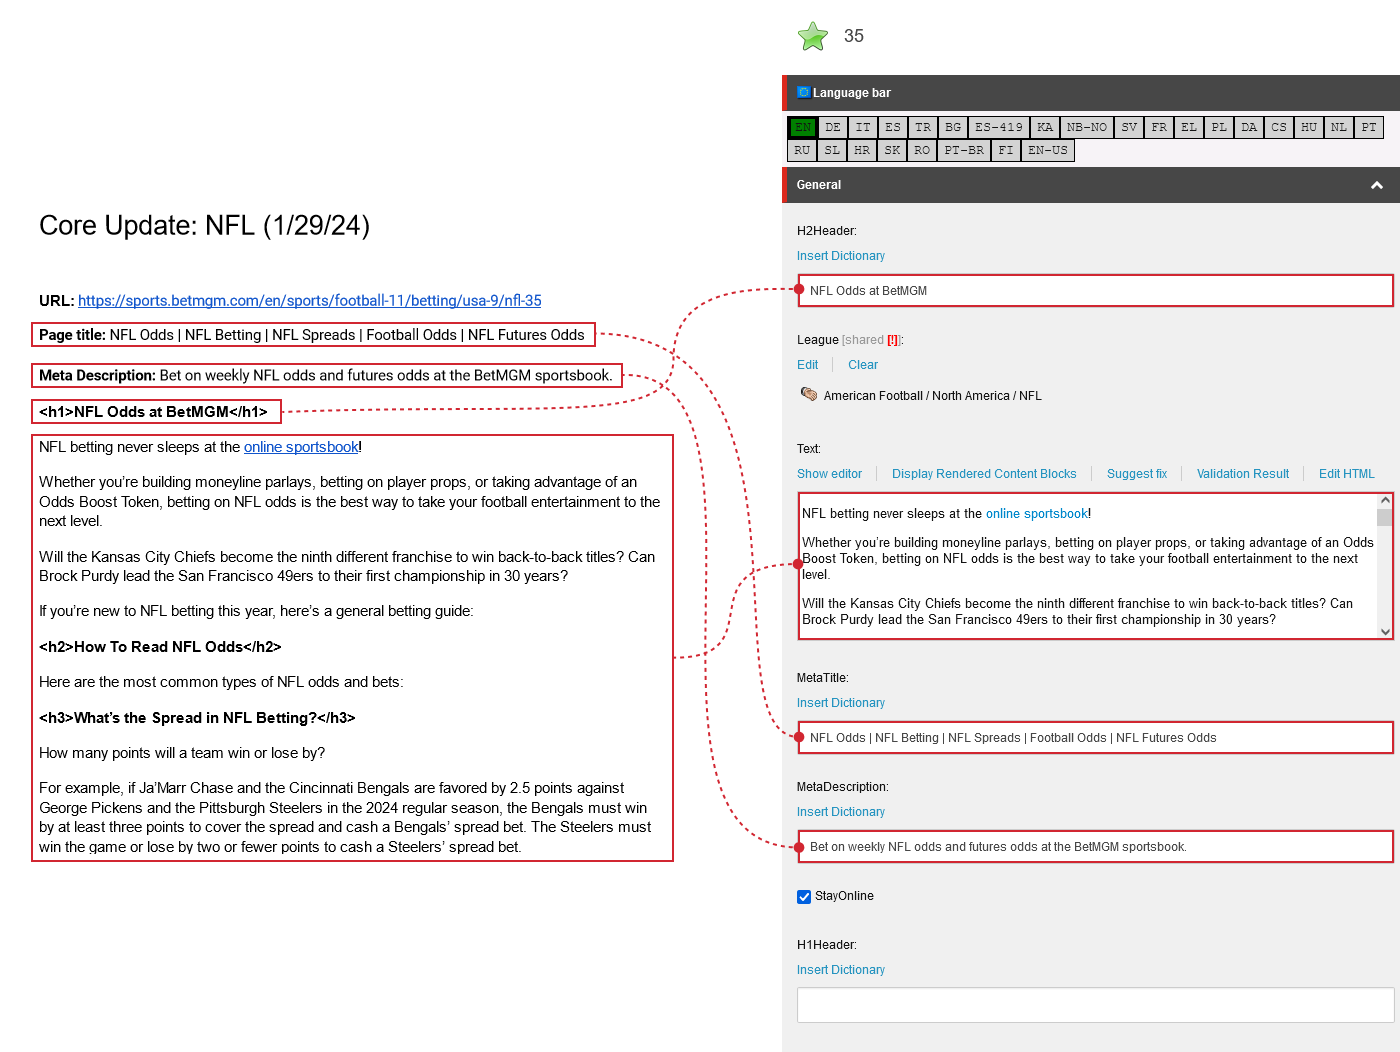 35
Language bar
EN DE IT ES TR BG ES-419 KA NB-NO SV FR EL PL DA CS HU NL PT
RU SL HR SK RO PT-BR FI EN-US
General
Core Update: NFL (1/29/24)
URL: https://sports.betmgm.com/en/sports/football-11/betting/usa-9/nfl-35
Page title: NFL Odds | NFL Betting | NFL Spreads | Football Odds | NFL Futures Odds
Meta Description: Bet on weekly NFL odds and futures odds at the BetMGM sportsbook.
<h1>NFL Odds at BetMGM</h1>
NFL betting never sleeps at the online sportsbook!
Whether you’re building moneyline parlays, betting on player props, or taking advantage of an
Odds Boost Token, betting on NFL odds is the best way to take your football entertainment to the
next level.
Will the Kansas City Chiefs become the ninth different franchise to win back-to-back titles? Can
Brock Purdy lead the San Francisco 49ers to their first championship in 30 years?
If you’re new to NFL betting this year, here’s a general betting guide:
<h2>How To Read NFL Odds</h2>
Here are the most common types of NFL odds and bets:
<h3>What’s the Spread in NFL Betting?</h3>
How many points will a team win or lose by?
For example, if Ja’Marr Chase and the Cincinnati Bengals are favored by 2.5 points against
George Pickens and the Pittsburgh Steelers in the 2024 regular season, the Bengals must win
by at least three points to cover the spread and cash a Bengals’ spread bet. The Steelers must
win the game or lose by two or fewer points to cash a Steelers’ spread bet.
H2Header:
Insert Dictionary
NFL Odds at BetMGM
League [shared [!]]:
Edit Clear
American Football / North America / NFL
Text:
Show editor Display Rendered Content Blocks Suggest fix Validation Result Edit HTML
NFL betting never sleeps at the online sportsbook!
Whether you’re building moneyline parlays, betting on player props, or taking advantage of an Odds
Boost Token, betting on NFL odds is the best way to take your football entertainment to the next
level.
Will the Kansas City Chiefs become the ninth different franchise to win back-to-back titles? Can
Brock Purdy lead the San Francisco 49ers to their first championship in 30 years?
MetaTitle:
Insert Dictionary
NFL Odds | NFL Betting | NFL Spreads | Football Odds | NFL Futures Odds
MetaDescription:
Insert Dictionary
Bet on weekly NFL odds and futures odds at the BetMGM sportsbook.
StayOnline
H1Header:
Insert Dictionary